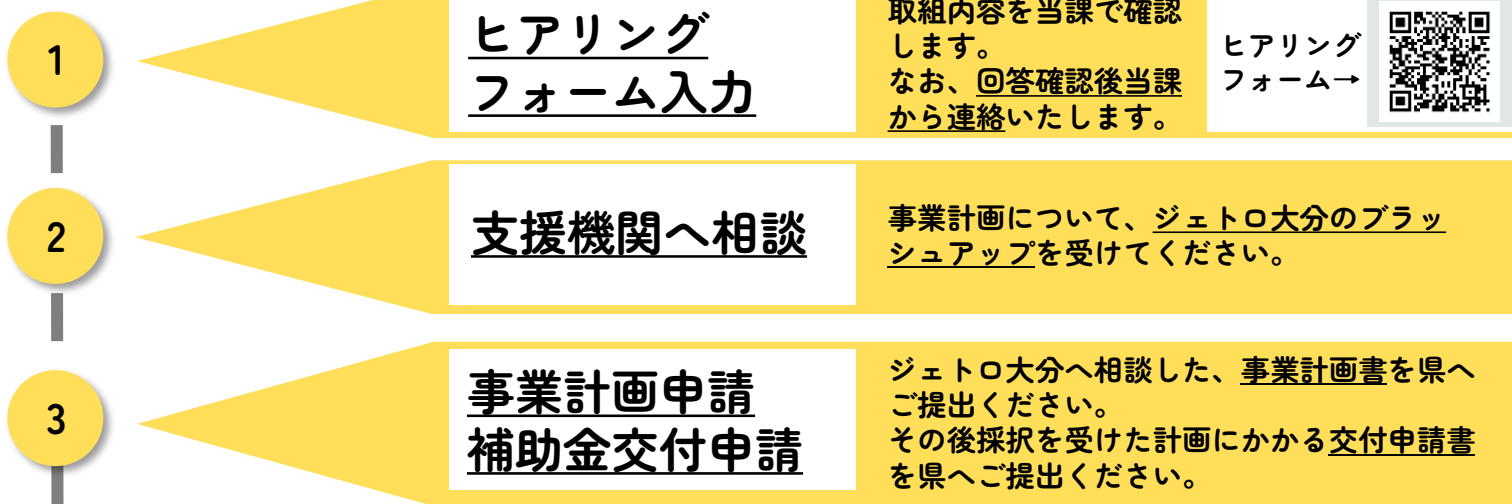 1
ヒアリング
フォーム入力
取組内容を当課で確認
します。
なお、回答確認後当課
から連絡いたします。
ヒアリング
フォーム→
2
支援機関へ相談
事業計画について、ジェトロ大分のブラッ
シュアップを受けてください。
3
事業計画申請
補助金交付申請
ジェトロ大分へ相談した、事業計画書を県へ
ご提出ください。
その後採択を受けた計画にかかる交付申請書
を県へご提出ください。